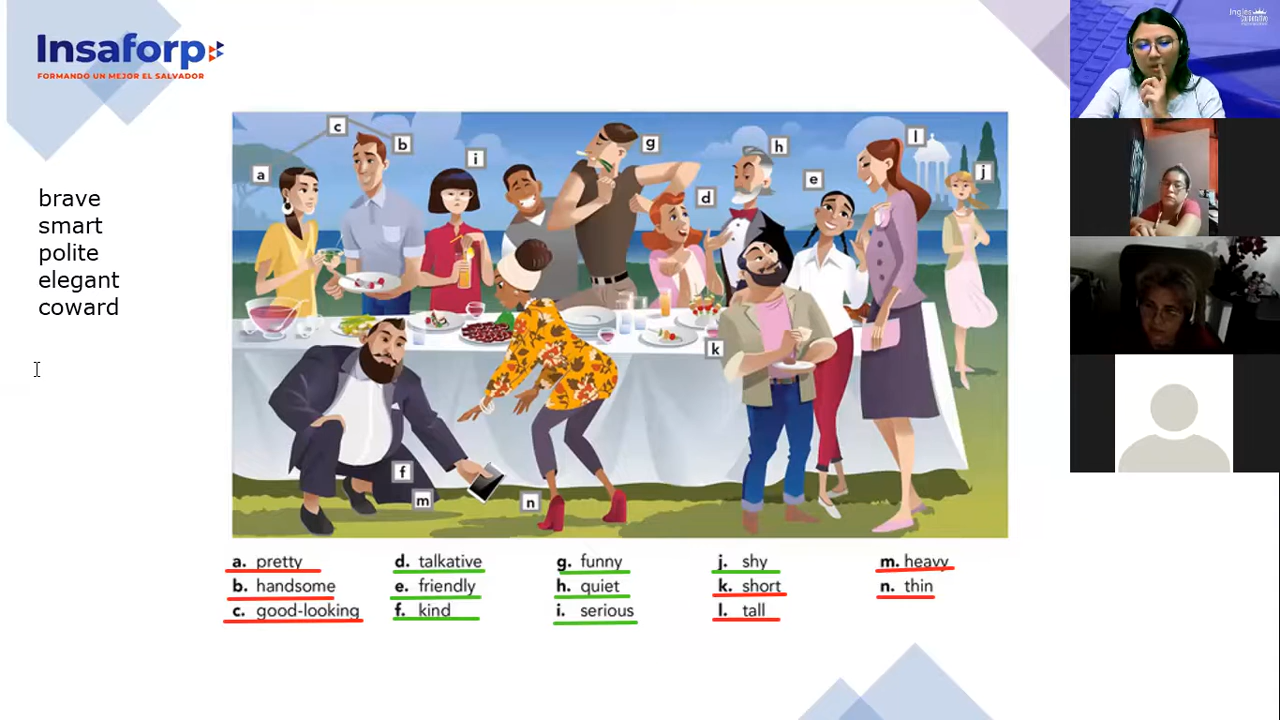 Insaforp
FORMANDO UN MEJOR EL SALVADOR
brave
smart
polite
elegant
coward
c
b
a
i
g
h
l
d
e
j
k
f
m
n
a. pretty
b. handsome
c. good-looking
d. talkative
e. friendly
f. kind
g. funny
h. quiet
i. serious
j. shy
k. short
l. tall
m. heavy
n. thin
Inglés